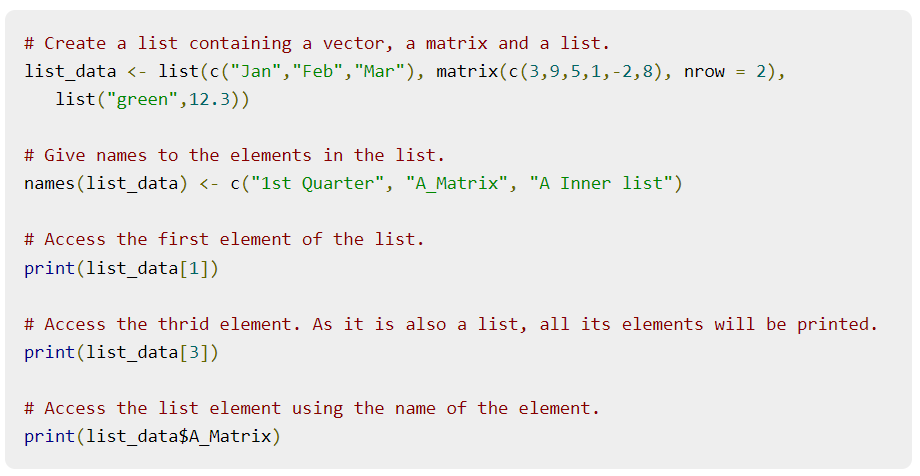 # Create a list containing a vector, a matrix and a list.
list_data <- list(c("Jan","Feb","Mar"), matrix(c(3,9,5,1,-2,8), nrow = 2),
   list("green",12.3))

# Give names to the elements in the list.
names(list_data) <- c("1st Quarter", "A_Matrix", "A Inner list")

# Access the first element of the list.
print(list_data[1])

# Access the thrid element. As it is also a list, all its elements will be printed.
print(list_data[3])

# Access the list element using the name of the element.
print(list_data$A_Matrix)